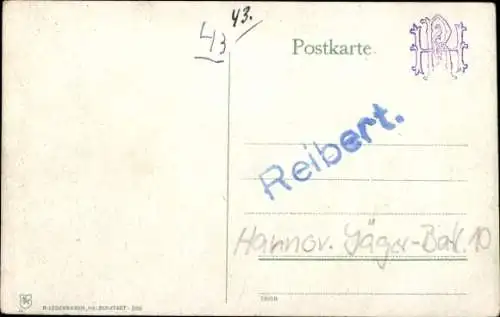 43.
43
Postkarte
Reibert.
Hannov. Jäger-Bat. 10